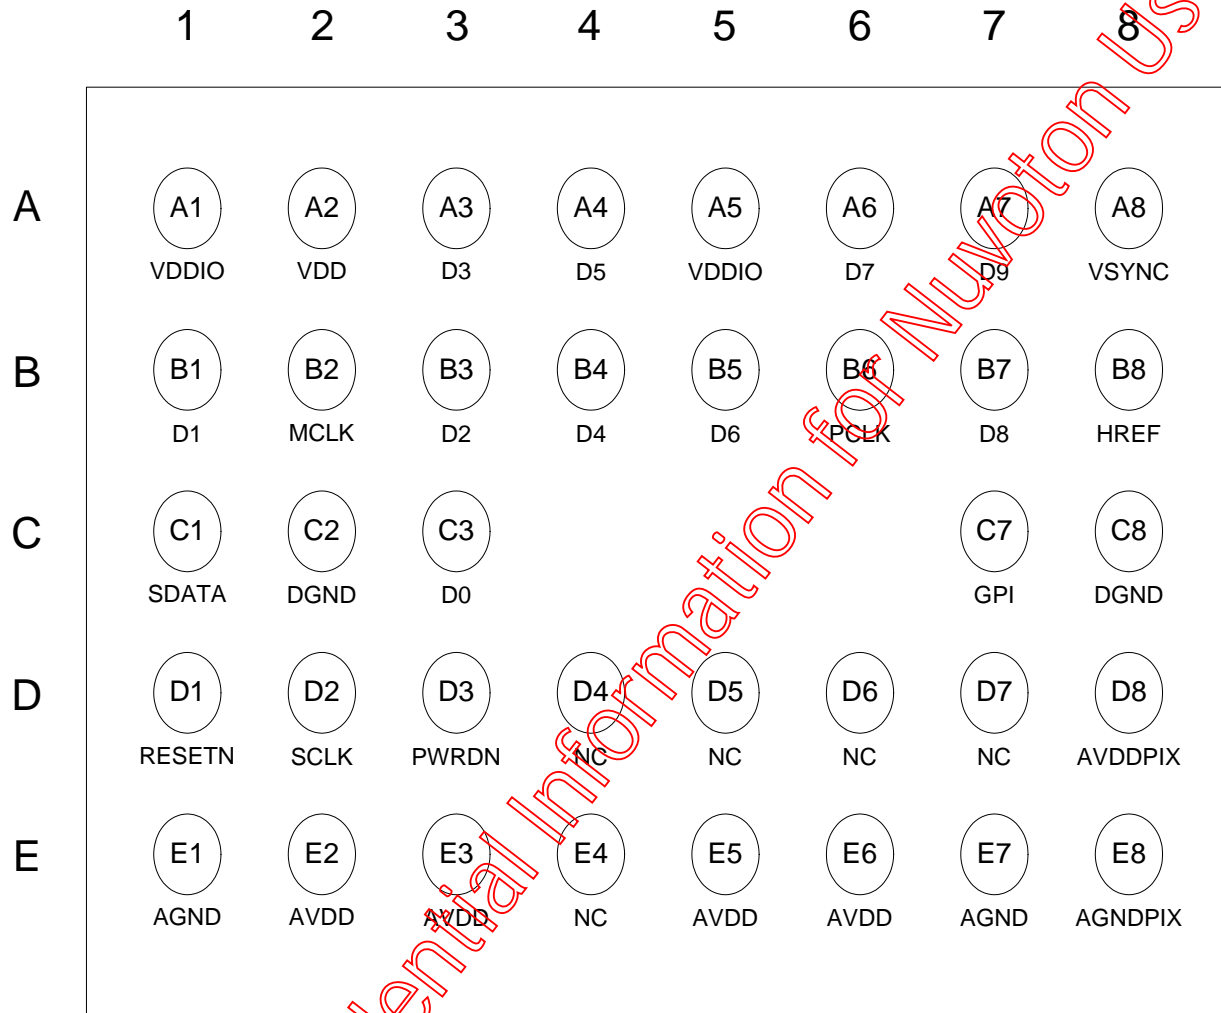 1 2 3 4 5 6 7 8
A A1 A2 A3 A4 A5 A6 A7 A8
VDDIO VDD D3 D5 VDDIO D7 D9 VSYNC
B B1 B2 B3 B4 B5 B6 B7 B8
D1 MCLK D2 D4 D6 PCLK D8 HREF
C C1 C2 C3 C7 C8
SDATA DGND D0 GPI DGND
D D1 D2 D3 D4 D5 D6 D7 D8
RESETN SCLK PWRDN NC NC NC NC AVDDPIX
E E1 E2 E3 E4 E5 E6 E7 E8
AGND AVDD AVDD NC AVDD AVDD AGND AGNDPIX
dential Information for Nuvoton Us